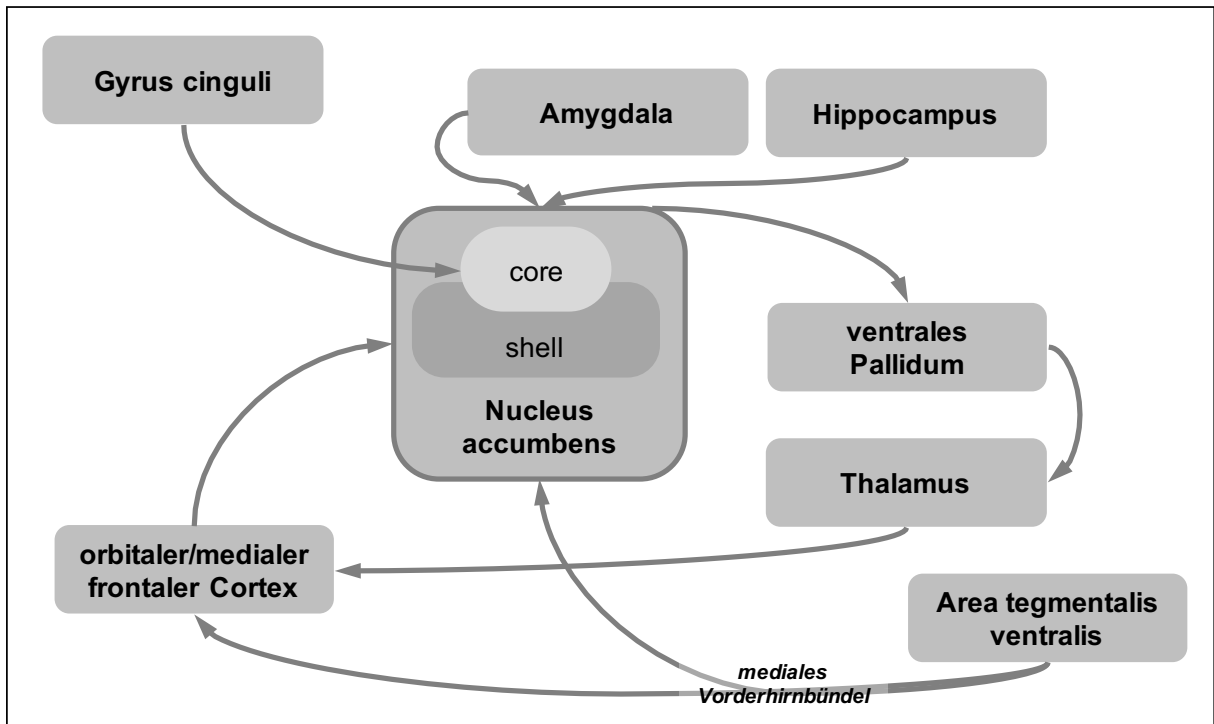 Gyrus cinguli
Amygdala
Hippocampus
core
shell
Nucleus
accumbens
ventrales
Pallidum
Thalamus
orbitaler/medialer
frontaler Cortex
Area tegmentalis
ventralis
mediales
Vorderhirnbündel